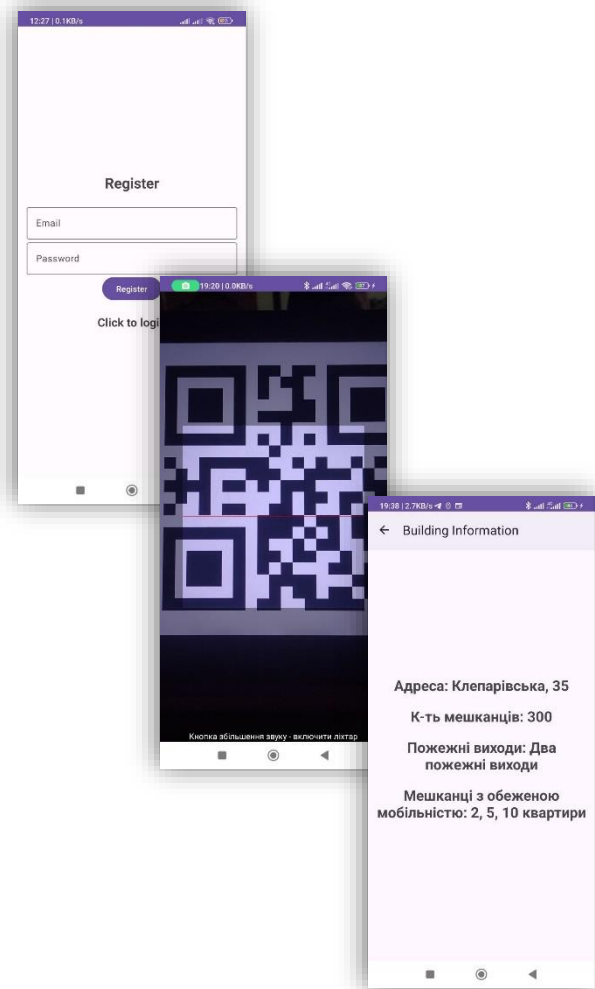 12:27 | 0.1KB/s
Register
Email
Password
Register
Click to logi
19:20 | 0.0KB/s
Кнопка збільшення звуку - включити ліхтар
19:38 | 2.7KB/s
Building Information
Адреса: Клепарівська, 35
К-ть мешканців: 300
Пожежні виходи: Два
пожежні виходи
Мешканці з обеженою
мобільністю: 2, 5, 10 квартири